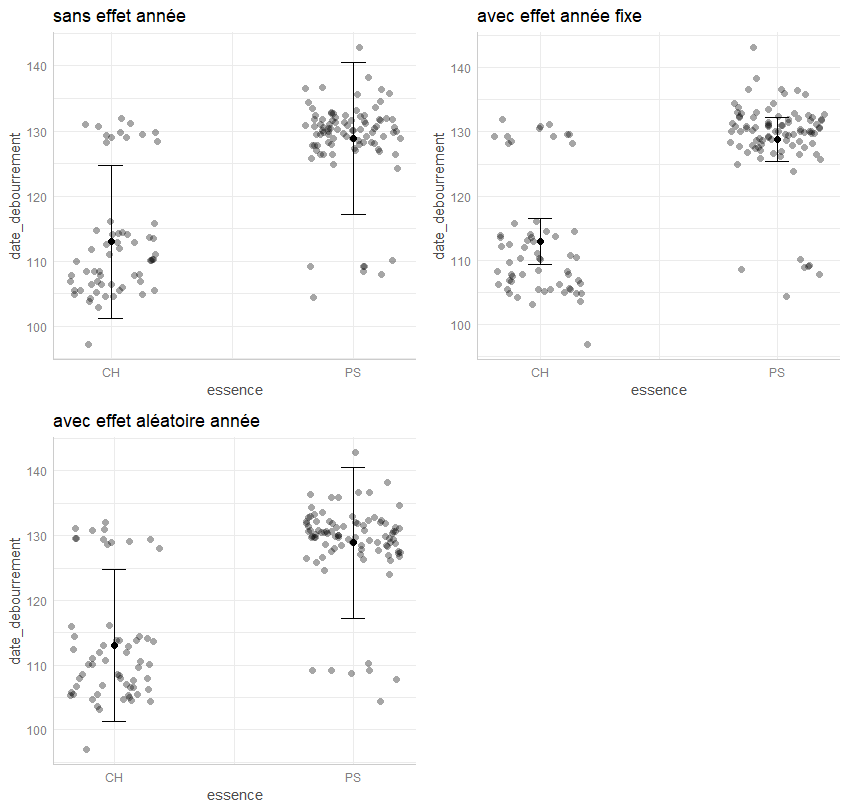 sans effet année
date_debourrement
140
130
120
110
100
CH
PS
essence
avec effet année fixe
date_debourrement
140
130
120
110
100
CH
PS
essence
avec effet aléatoire année
date_debourrement
140
130
120
110
100
CH
PS
essence